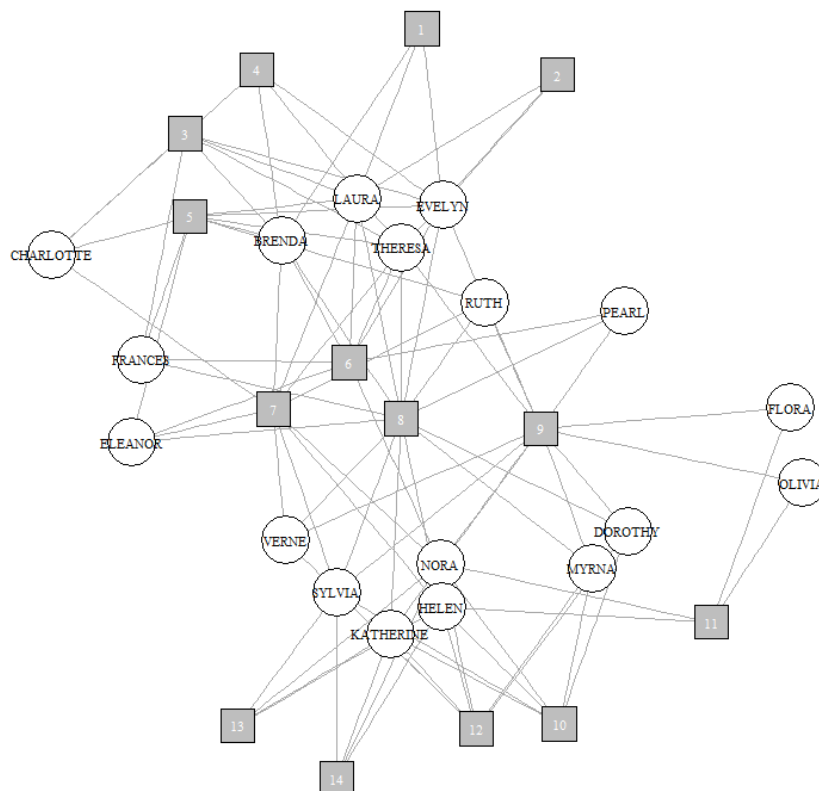 1
4
2
3
LAURA
EVELYN
5
BRENDA
THERESA
CHARLOTTE
RUTH
PEARL
FRANCES
6
7
8
9
FLORA
ELEANOR
OLIVIA
VERNE
DOROTHY
NORA
MYRNA
SYLVIA
HELEN
11
KATHERINE
13
12
10
14